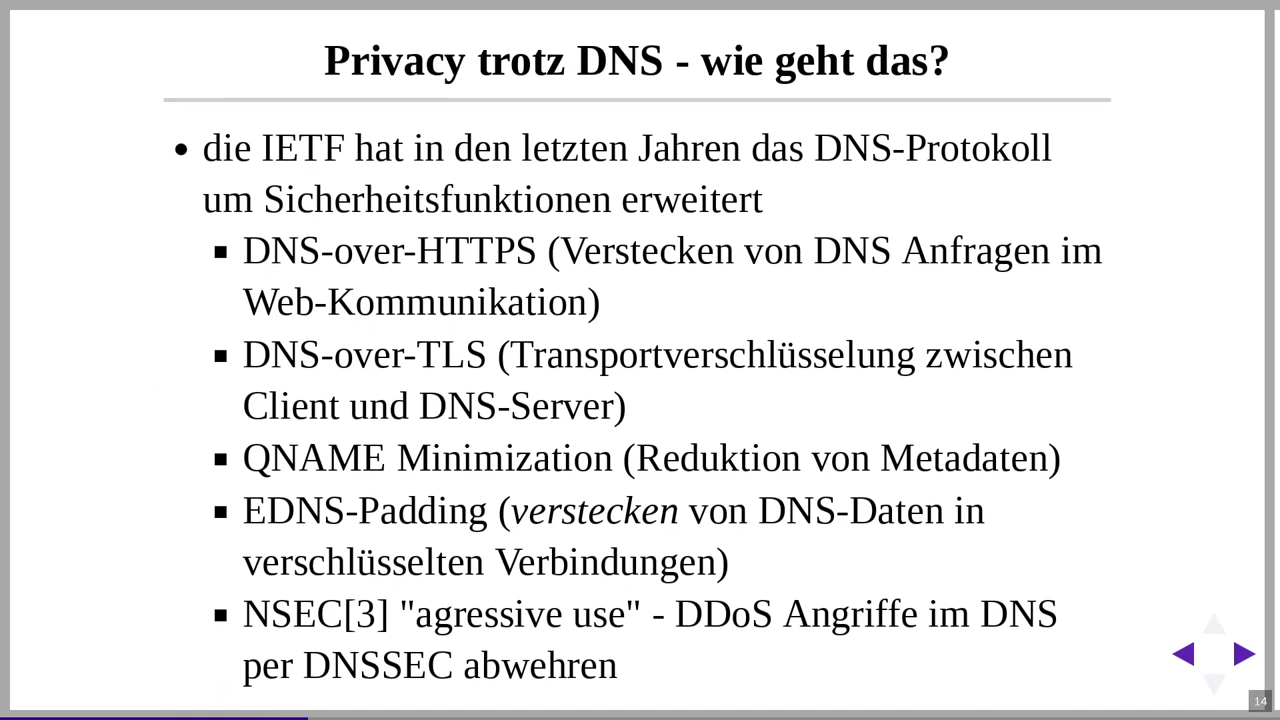 Privacy trotz DNS - wie geht das?
die IETF hat in den letzten Jahren das DNS-Protokoll
um Sicherheitsfunktionen erweitert
DNS-over-HTTPS (Verstecken von DNS Anfragen im
Web-Kommunikation)
DNS-over-TLS (Transportverschlüsselung zwischen
Client und DNS-Server)
QNAME Minimization (Reduktion von Metadaten)
EDNS-Padding (verstecken von DNS-Daten in
verschlüsselten Verbindungen)
NSEC[3] "agressive use" - DDoS Angriffe im DNS
per DNSSEC abwehren
14